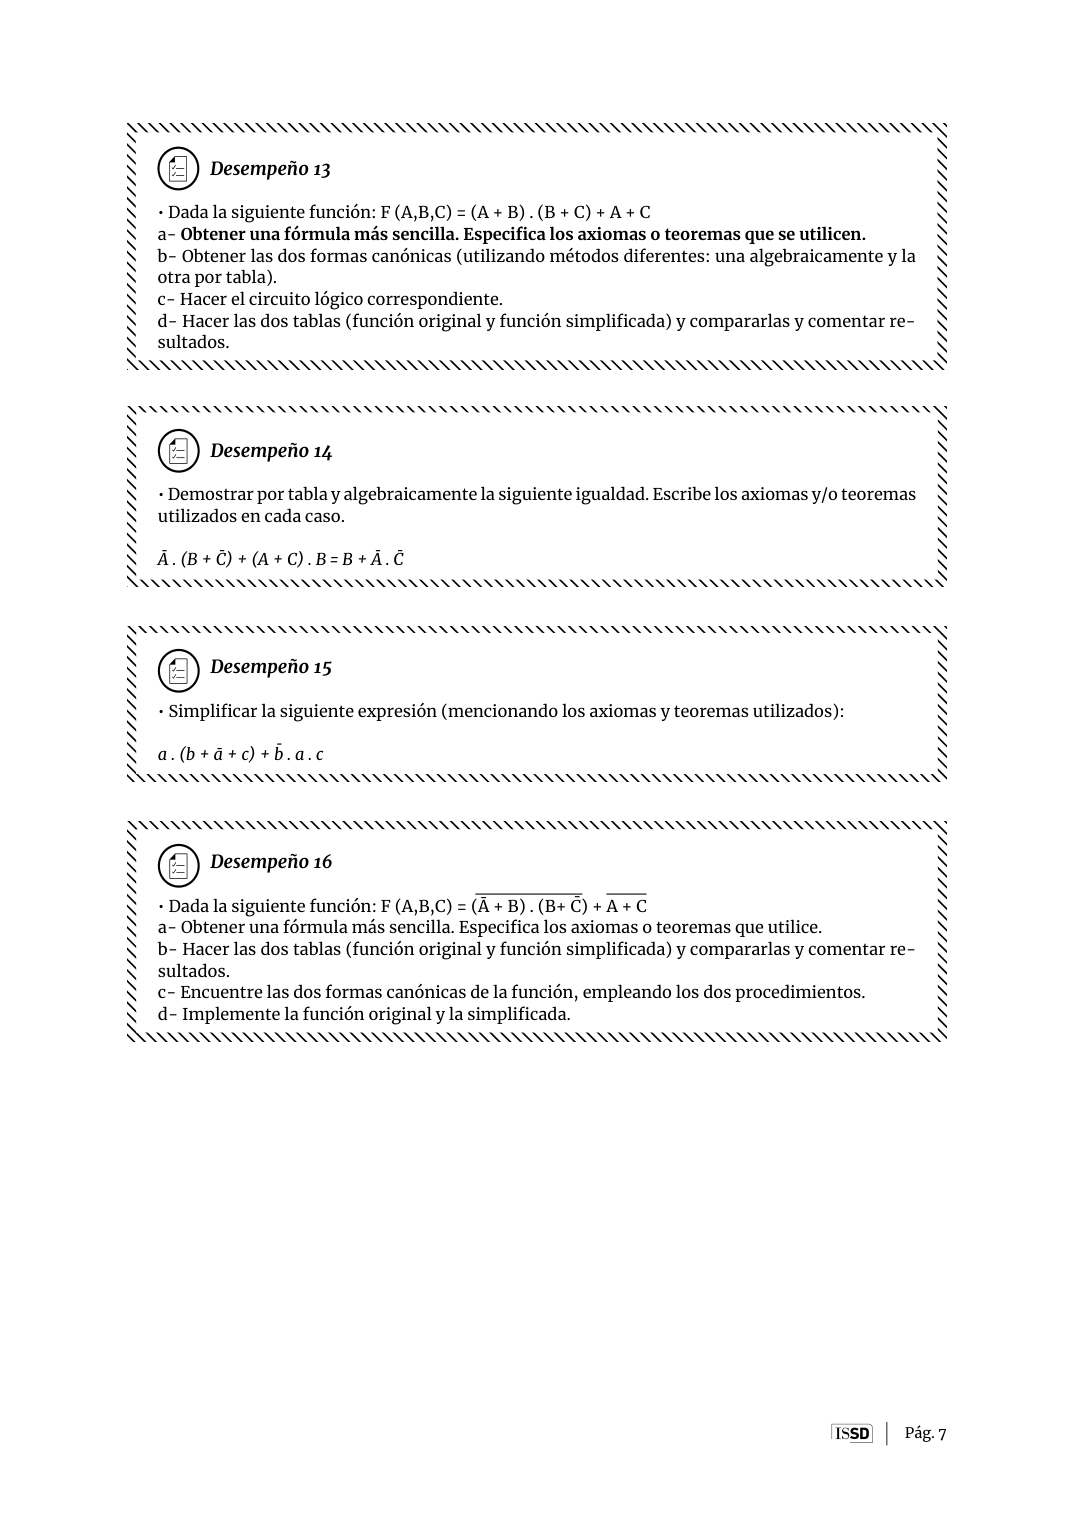 Desempeño 13
• Dada la siguiente función: F (A,B,C) = (A + B) . (B + C) + A + C
a- Obtener una fórmula más sencilla. Especifica los axiomas o teoremas que se utilicen.
b- Obtener las dos formas canónicas (utilizando métodos diferentes: una algebraicamente y la
otra por tabla).
c- Hacer el circuito lógico correspondiente.
d- Hacer las dos tablas (función original y función simplificada) y compararlas y comentar re-
sultados.
Desempeño 14
• Demostrar por tabla y algebraicamente la siguiente igualdad. Escribe los axiomas y/o teoremas
utilizados en cada caso.
Ā . (B + C̄) + (A + C) . B = B + Ā . C̄
Desempeño 15
• Simplificar la siguiente expresión (mencionando los axiomas y teoremas utilizados):
a . (b + ā + c) + b̄ . a . c
Desempeño 16
• Dada la siguiente función: F (A,B,C) = (̅Ā̅ ̅+̅ ̅B̅)̅ ̅.̅ ̅(̅B̅+̅ ̅C̄̅) + A̅ ̅+̅ ̅C̅
a- Obtener una fórmula más sencilla. Especifica los axiomas o teoremas que utilice.
b- Hacer las dos tablas (función original y función simplificada) y compararlas y comentar re-
sultados.
c- Encuentre las dos formas canónicas de la función, empleando los dos procedimientos.
d- Implemente la función original y la simplificada.
ISSD
Pág. 7